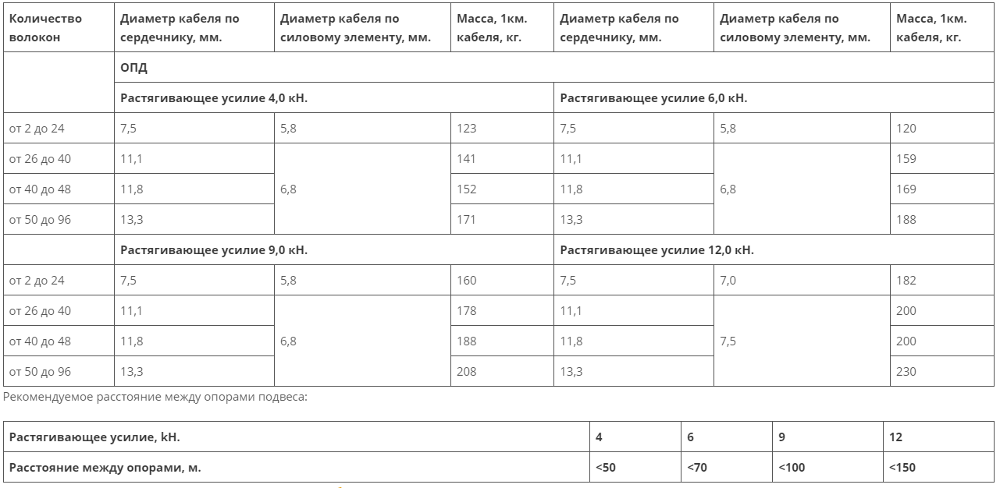 Количество волокон Диаметр кабеля по сердечнику, мм. Диаметр кабеля по силовому элементу, мм. Масса, 1км. кабеля, кг. Диаметр кабеля по сердечнику, мм. Диаметр кабеля по силовому элементу, мм. Масса, 1км. кабеля, кг.
ОПД
Растягивающее усилие 4,0 кН. Растягивающее усилие 6,0 кН.
от 2 до 24 7,5 5,8 123 7,5 5,8 120
от 26 до 40 11,1 141 11,1 159
от 40 до 48 11,8 6,8 152 11,8 6,8 169
от 50 до 96 13,3 171 13,3 188
Растягивающее усилие 9,0 кН. Растягивающее усилие 12,0 кН.
от 2 до 24 7,5 5,8 160 7,5 7,0 182
от 26 до 40 11,1 178 11,1 200
от 40 до 48 11,8 6,8 188 11,8 7,5 200
от 50 до 96 13,3 208 13,3 230
Рекомендуемое расстояние между опорами подвеса:
Растягивающее усилие, kН. 4 6 9 12
Расстояние между опорами, м. <50 <70 <100 <150